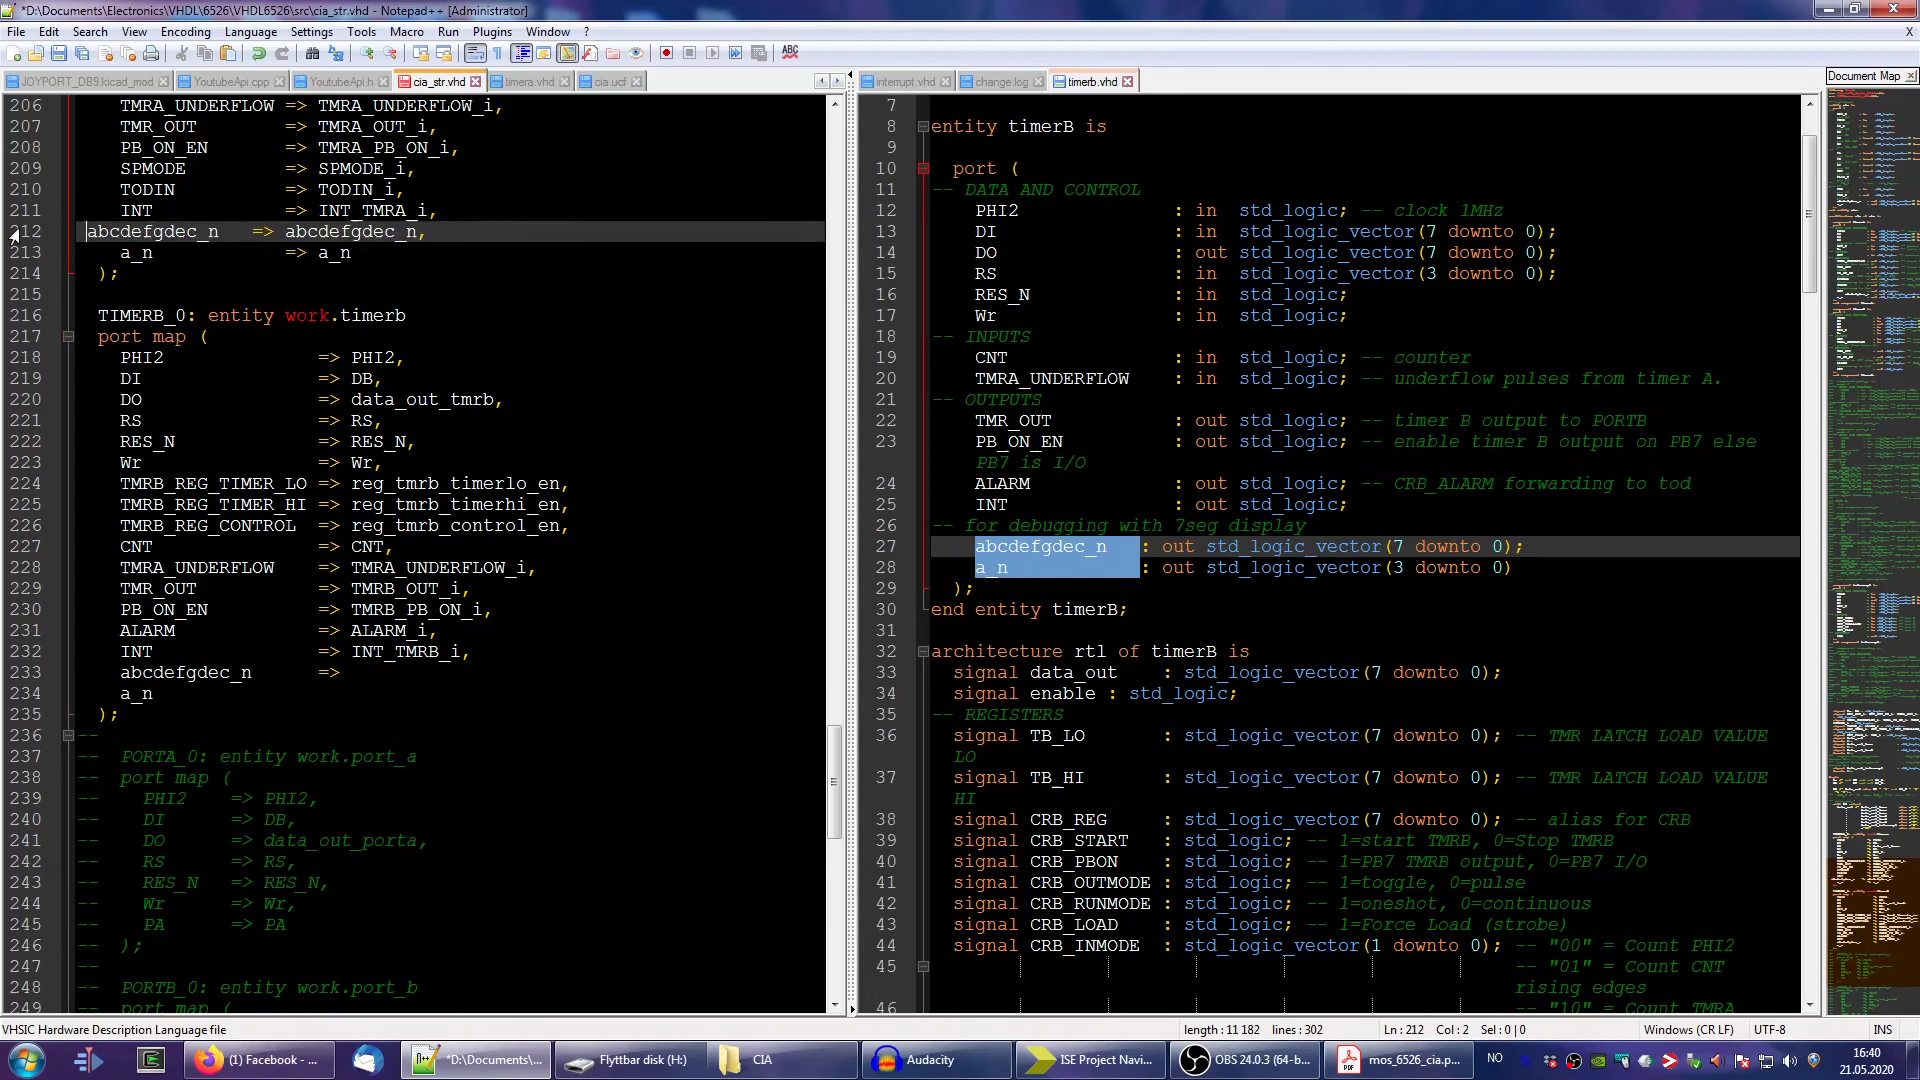 *D:\Documents\Electronics\VHDL\6526\VHDL6526\src\cia_str.vhd - Notepad++ [Administrator]
File Edit Search View Encoding Language Settings Tools Macro Run Plugins Window ? X
JOYPORT_DB9.kicad_mod YoutubeApi.cpp YoutubeApi.h cia_str.vhd timera.vhd cia.ucf
206 TMRA_UNDERFLOW => TMRA_UNDERFLOW_i,
207 TMR_OUT => TMRA_OUT_i,
208 PB_ON_EN => TMRA_PB_ON_i,
209 SPMODE => SPMODE_i,
210 TODIN => TODIN_i,
211 INT => INT_TMRA_i,
212 abcdefgdec_n => abcdefgdec_n,
213 a_n => a_n
214 );
215
216 TIMERB_0: entity work.timerb
217 port map (
218 PHI2 => PHI2,
219 DI => DB,
220 DO => data_out_tmrb,
221 RS => RS,
222 RES_N => RES_N,
223 Wr => Wr,
224 TMRB_REG_TIMER_LO => reg_tmrb_timerlo_en,
225 TMRB_REG_TIMER_HI => reg_tmrb_timerhi_en,
226 TMRB_REG_CONTROL => reg_tmrb_control_en,
227 CNT => CNT,
228 TMRA_UNDERFLOW => TMRA_UNDERFLOW_i,
229 TMR_OUT => TMRB_OUT_i,
230 PB_ON_EN => TMRB_PB_ON_i,
231 ALARM => ALARM_i,
232 INT => INT_TMRB_i,
233 abcdefgdec_n =>
234 a_n
235 );
236 --
237 -- PORTA_0: entity work.port_a
238 -- port map (
239 -- PHI2 => PHI2,
240 -- DI => DB,
241 -- DO => data_out_porta,
242 -- RS => RS,
243 -- RES_N => RES_N,
244 -- Wr => Wr,
245 -- PA => PA
246 -- );
247 --
248 -- PORTB_0: entity work.port_b
249 -- port map (
interrupt.vhd change.log timerb.vhd
7
8 entity timerB is
9
10 port (
11 -- DATA AND CONTROL
12 PHI2 : in std_logic; -- clock 1MHz
13 DI : in std_logic_vector(7 downto 0);
14 DO : out std_logic_vector(7 downto 0);
15 RS : in std_logic_vector(3 downto 0);
16 RES_N : in std_logic;
17 Wr : in std_logic;
18 -- INPUTS
19 CNT : in std_logic; -- counter
20 TMRA_UNDERFLOW : in std_logic; -- underflow pulses from timer A.
21 -- OUTPUTS
22 TMR_OUT : out std_logic; -- timer B output to PORTB
23 PB_ON_EN : out std_logic; -- enable timer B output on PB7 else
PB7 is I/O
24 ALARM : out std_logic; -- CRB_ALARM forwarding to tod
25 INT : out std_logic;
26 -- for debugging with 7seg display
27 abcdefgdec_n : out std_logic_vector(7 downto 0);
28 a_n : out std_logic_vector(3 downto 0)
29 );
30 end entity timerB;
31
32 architecture rtl of timerB is
33 signal data_out : std_logic_vector(7 downto 0);
34 signal enable : std_logic;
35 -- REGISTERS
36 signal TB_LO : std_logic_vector(7 downto 0); -- TMR LATCH LOAD VALUE
LO
37 signal TB_HI : std_logic_vector(7 downto 0); -- TMR LATCH LOAD VALUE
HI
38 signal CRB_REG : std_logic_vector(7 downto 0); -- alias for CRB
39 signal CRB_START : std_logic; -- 1=start TMRB, 0=Stop TMRB
40 signal CRB_PBON : std_logic; -- 1=PB7 TMRB output, 0=PB7 I/O
41 signal CRB_OUTMODE : std_logic; -- 1=toggle, 0=pulse
42 signal CRB_RUNMODE : std_logic; -- 1=oneshot, 0=continuous
43 signal CRB_LOAD : std_logic; -- 1=Force Load (strobe)
44 signal CRB_INMODE : std_logic_vector(1 downto 0); -- "00" = Count PHI2
45 -- "01" = Count CNT
rising edges
46 -- "10" = Count TMRA
Document Map
VHSIC Hardware Description Language file length : 11 182 lines : 302 Ln : 212 Col : 2 Sel : 0 | 0 Windows (CR LF) UTF-8 INS
(1) Facebook - ... *D:\Documents\... Flyttbar disk (H:) CIA Audacity ISE Project Navi... OBS 24.0.3 (64-b... mos_6526_cia.p... NO 16:40
21.05.2020